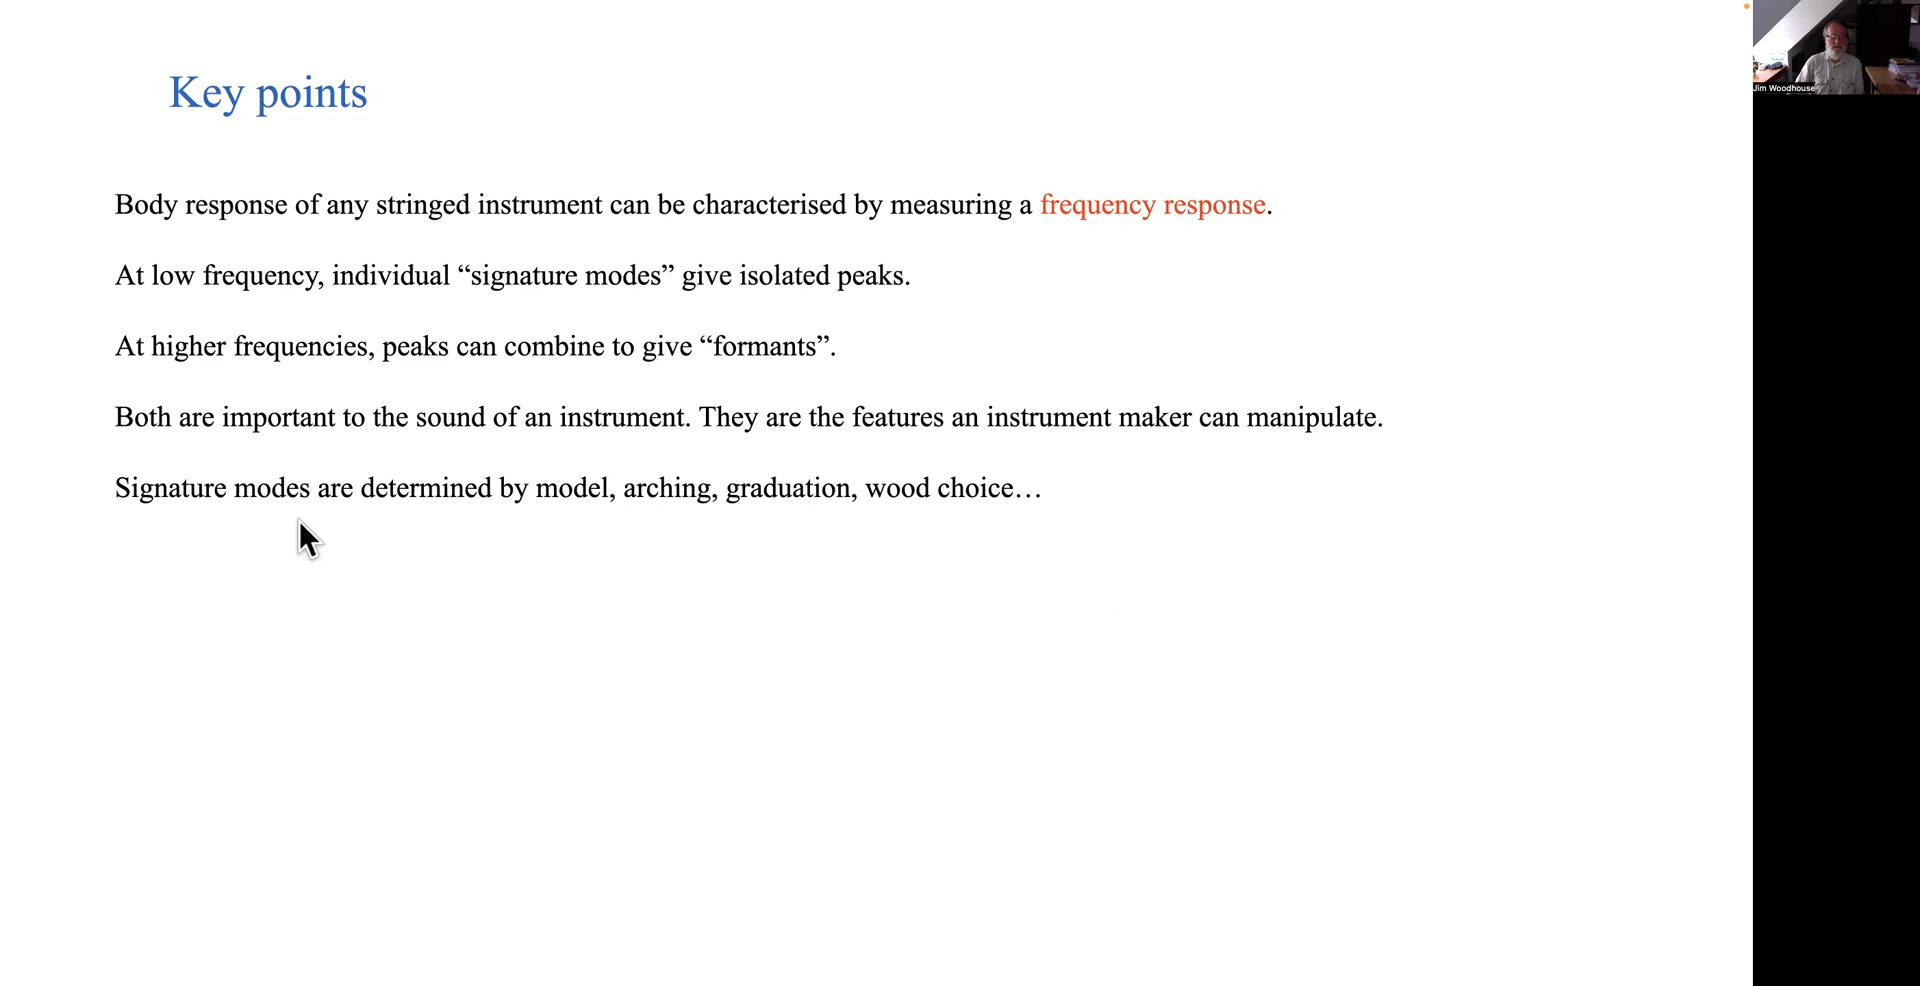 Key points
Jim Woodhouse
Body response of any stringed instrument can be characterised by measuring a frequency response.
At low frequency, individual “signature modes” give isolated peaks.
At higher frequencies, peaks can combine to give “formants”.
Both are important to the sound of an instrument. They are the features an instrument maker can manipulate.
Signature modes are determined by model, arching, graduation, wood choice…